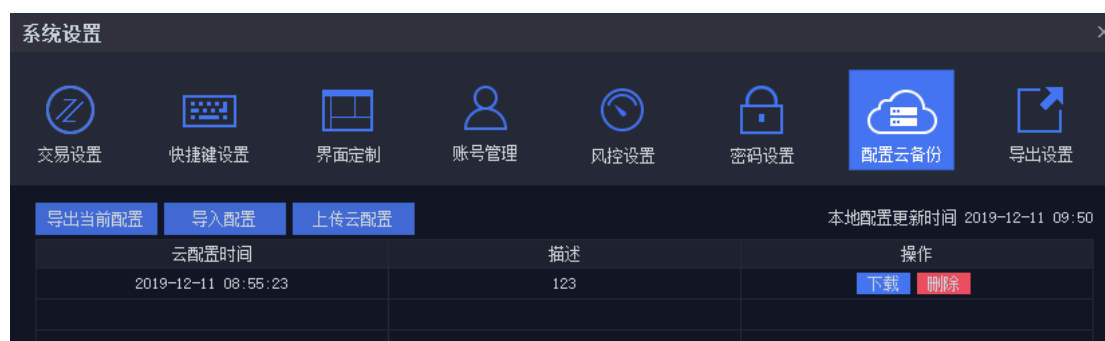 系统设置
交易设置 快捷键设置 界面定制 账号管理 风控设置 密码设置 配置云备份 导出设置
导出当前配置 导入配置 上传云配置 本地配置更新时间 2019-12-11 09:50
云配置时间 描述 操作
2019-12-11 08:55:23 123 下载 删除